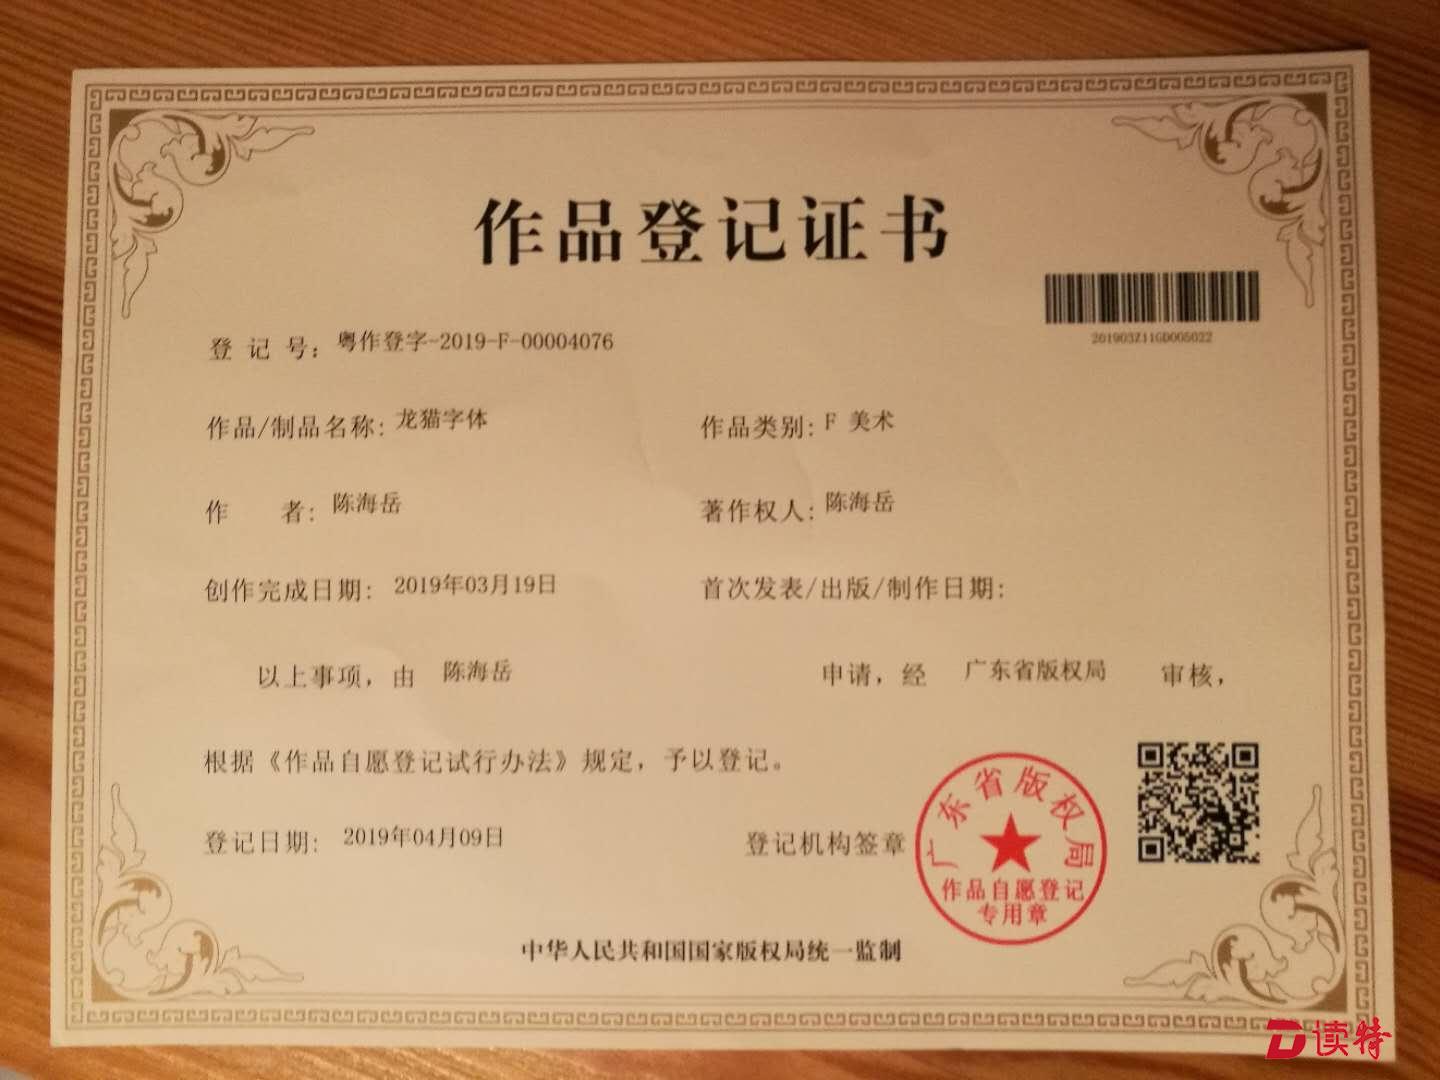 作品登记证书
201903Z11GD005022
登 记 号：粤作登字-2019-F-00004076
作品/制品名称: 龙猫字体 作品类别: F 美术
作 者: 陈海岳 著作权人: 陈海岳
创作完成日期: 2019年03月19日 首次发表/出版/制作日期:
以上事项，由 陈海岳 申请，经 广东省版权局 审核，
根据《作品自愿登记试行办法》规定，予以登记。
登记日期: 2019年04月09日 登记机构签章
广东省版权局
作品自愿登记
专用章
中华人民共和国国家版权局统一监制
读特